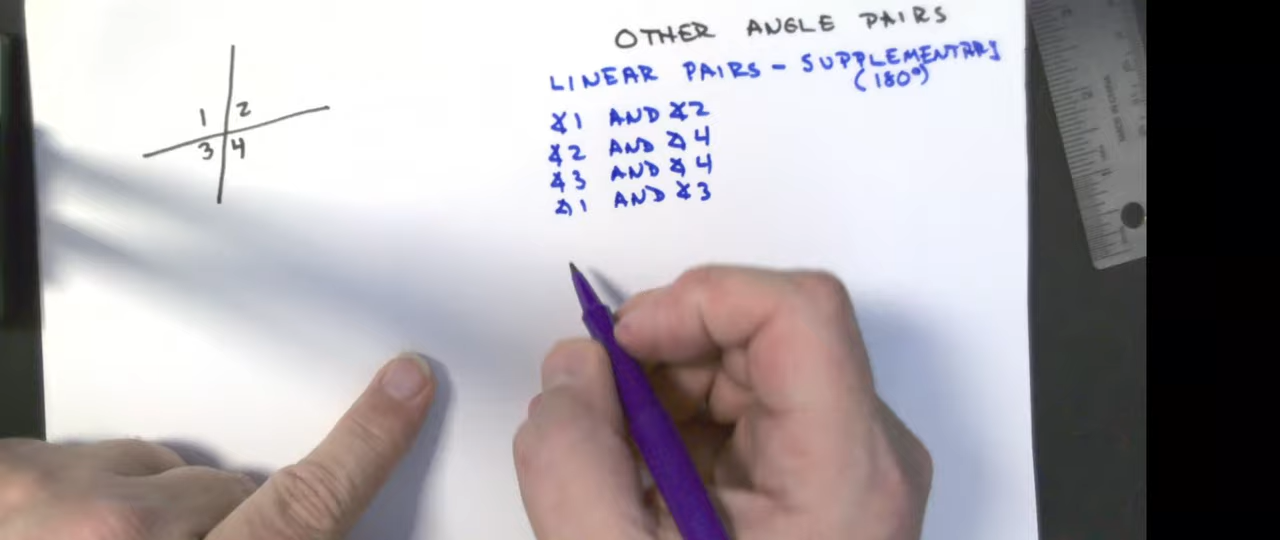 OTHER ANGLE PAIRS
LINEAR PAIRS - SUPPLEMENTARY
(180°)
1 2
3 4
∡1 AND ∡2
∡2 AND ∡4
∡3 AND ∡4
∡1 AND ∡3